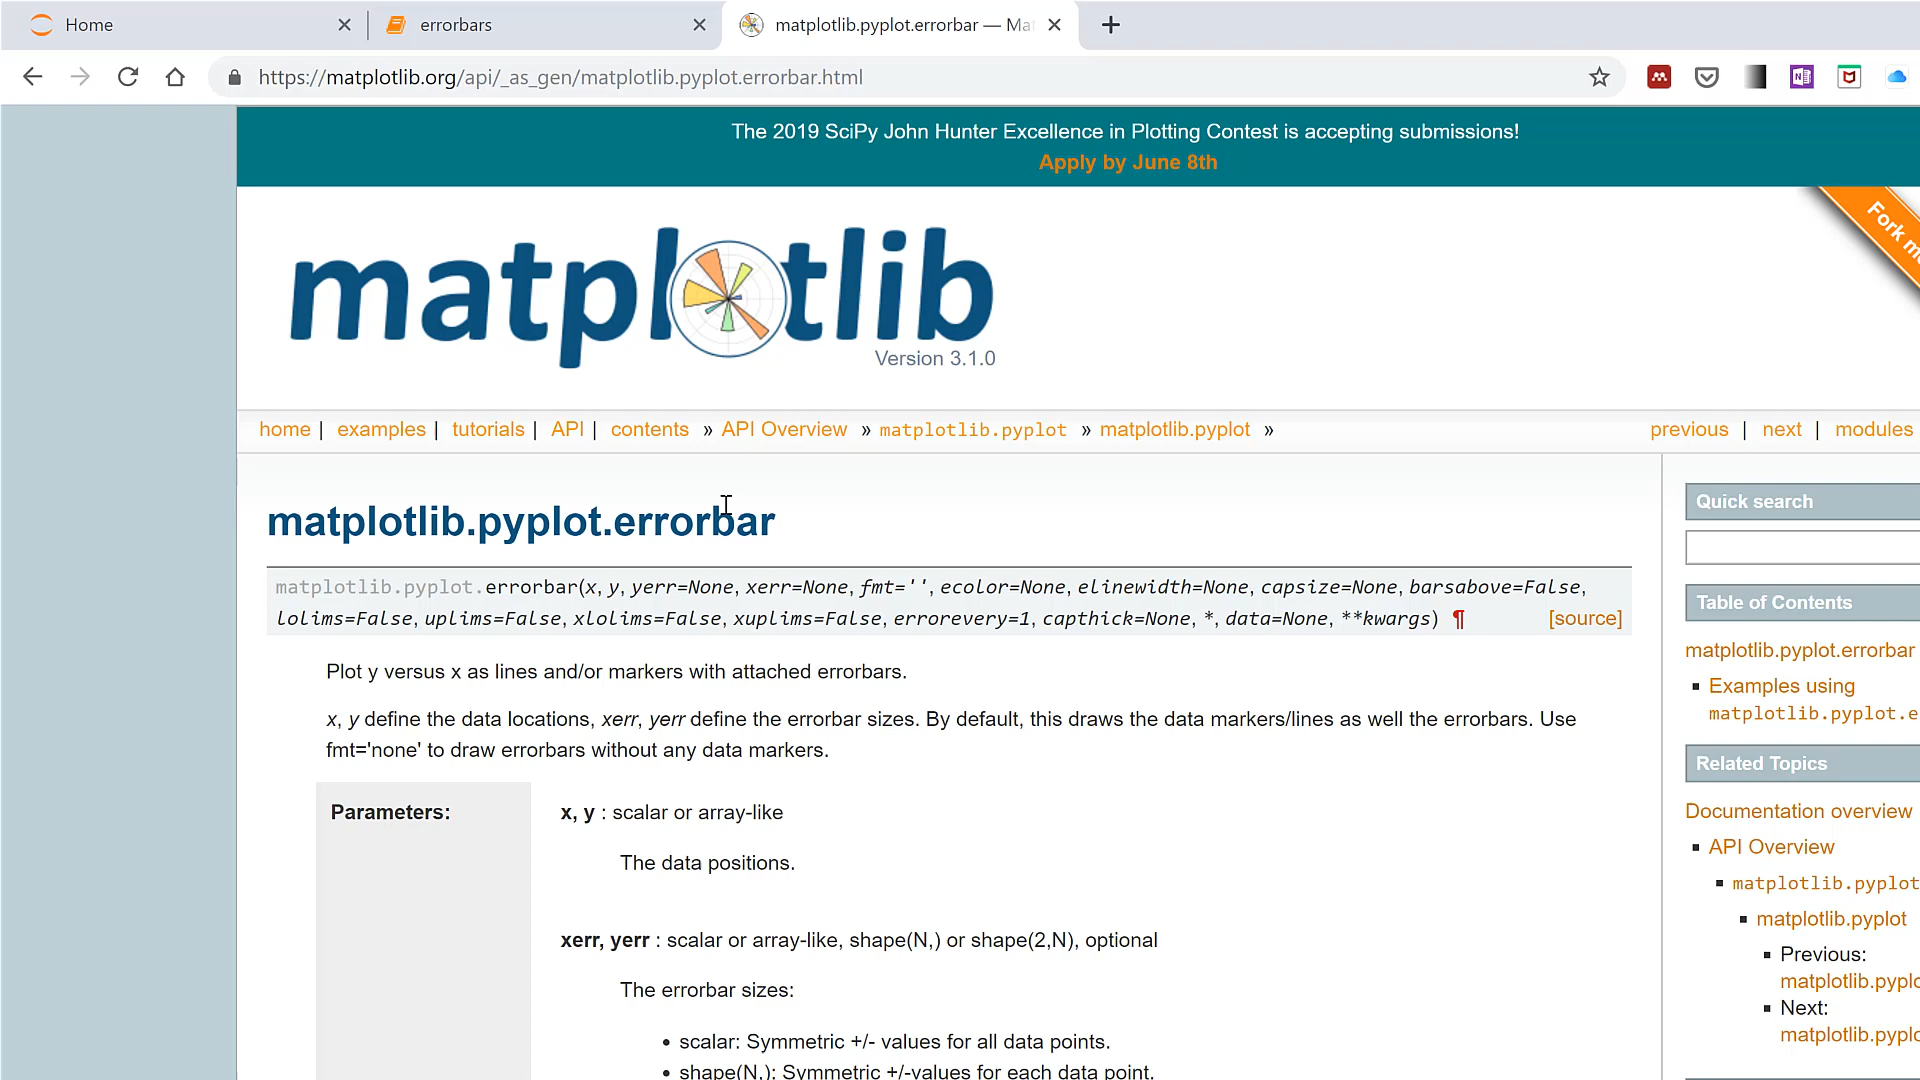 Home
errorbars
matplotlib.pyplot.errorbar — Mat
https://matplotlib.org/api/_as_gen/matplotlib.pyplot.errorbar.html
The 2019 SciPy John Hunter Excellence in Plotting Contest is accepting submissions!
Apply by June 8th
Fork me
matplotlib
Version 3.1.0
home | examples | tutorials | API | contents » API Overview » matplotlib.pyplot » matplotlib.pyplot »
previous | next | modules
matplotlib.pyplot.errorbar
matplotlib.pyplot.errorbar(x, y, yerr=None, xerr=None, fmt='', ecolor=None, elinewidth=None, capsize=None, barsabove=False,
lolims=False, uplims=False, xlolims=False, xuplims=False, errorevery=1, capthick=None, *, data=None, **kwargs) ¶ [source]
Plot y versus x as lines and/or markers with attached errorbars.
x, y define the data locations, xerr, yerr define the errorbar sizes. By default, this draws the data markers/lines as well the errorbars. Use
fmt='none' to draw errorbars without any data markers.
Parameters:
x, y : scalar or array-like
The data positions.
xerr, yerr : scalar or array-like, shape(N,) or shape(2,N), optional
The errorbar sizes:
• scalar: Symmetric +/- values for all data points.
• shape(N,): Symmetric +/-values for each data point.
Quick search
Table of Contents
matplotlib.pyplot.errorbar
Examples using
matplotlib.pyplot.e
Related Topics
Documentation overview
API Overview
matplotlib.pyplot
matplotlib.pyplot
Previous:
matplotlib.pyplo
Next:
matplotlib.pyplo